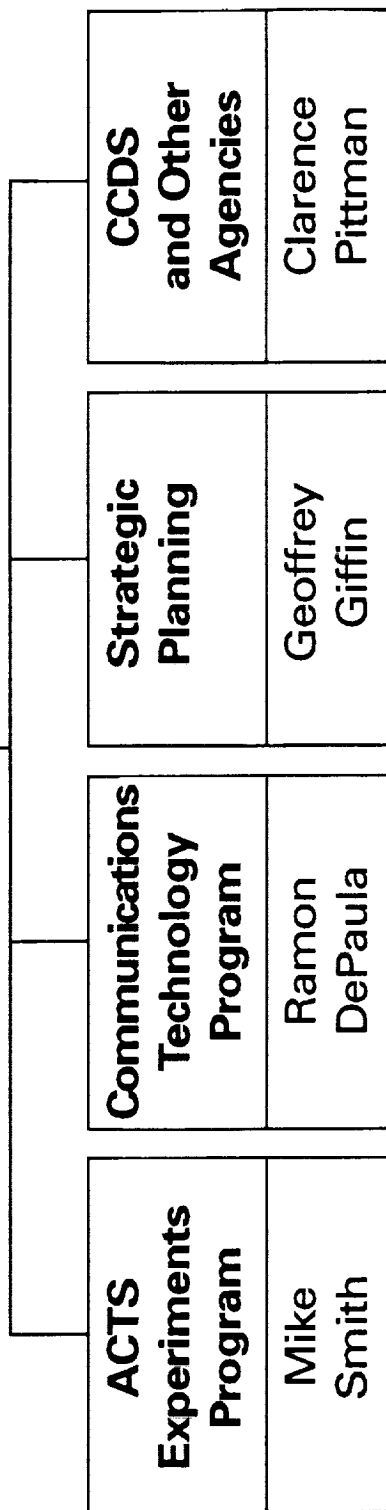 ACTS
Experiments
Program
Mike
Smith
Communications
Technology
Program
Ramon
DePaula
Strategic
Planning
Geoffrey
Giffin
CCDS
and Other
Agencies
Clarence
Pittman